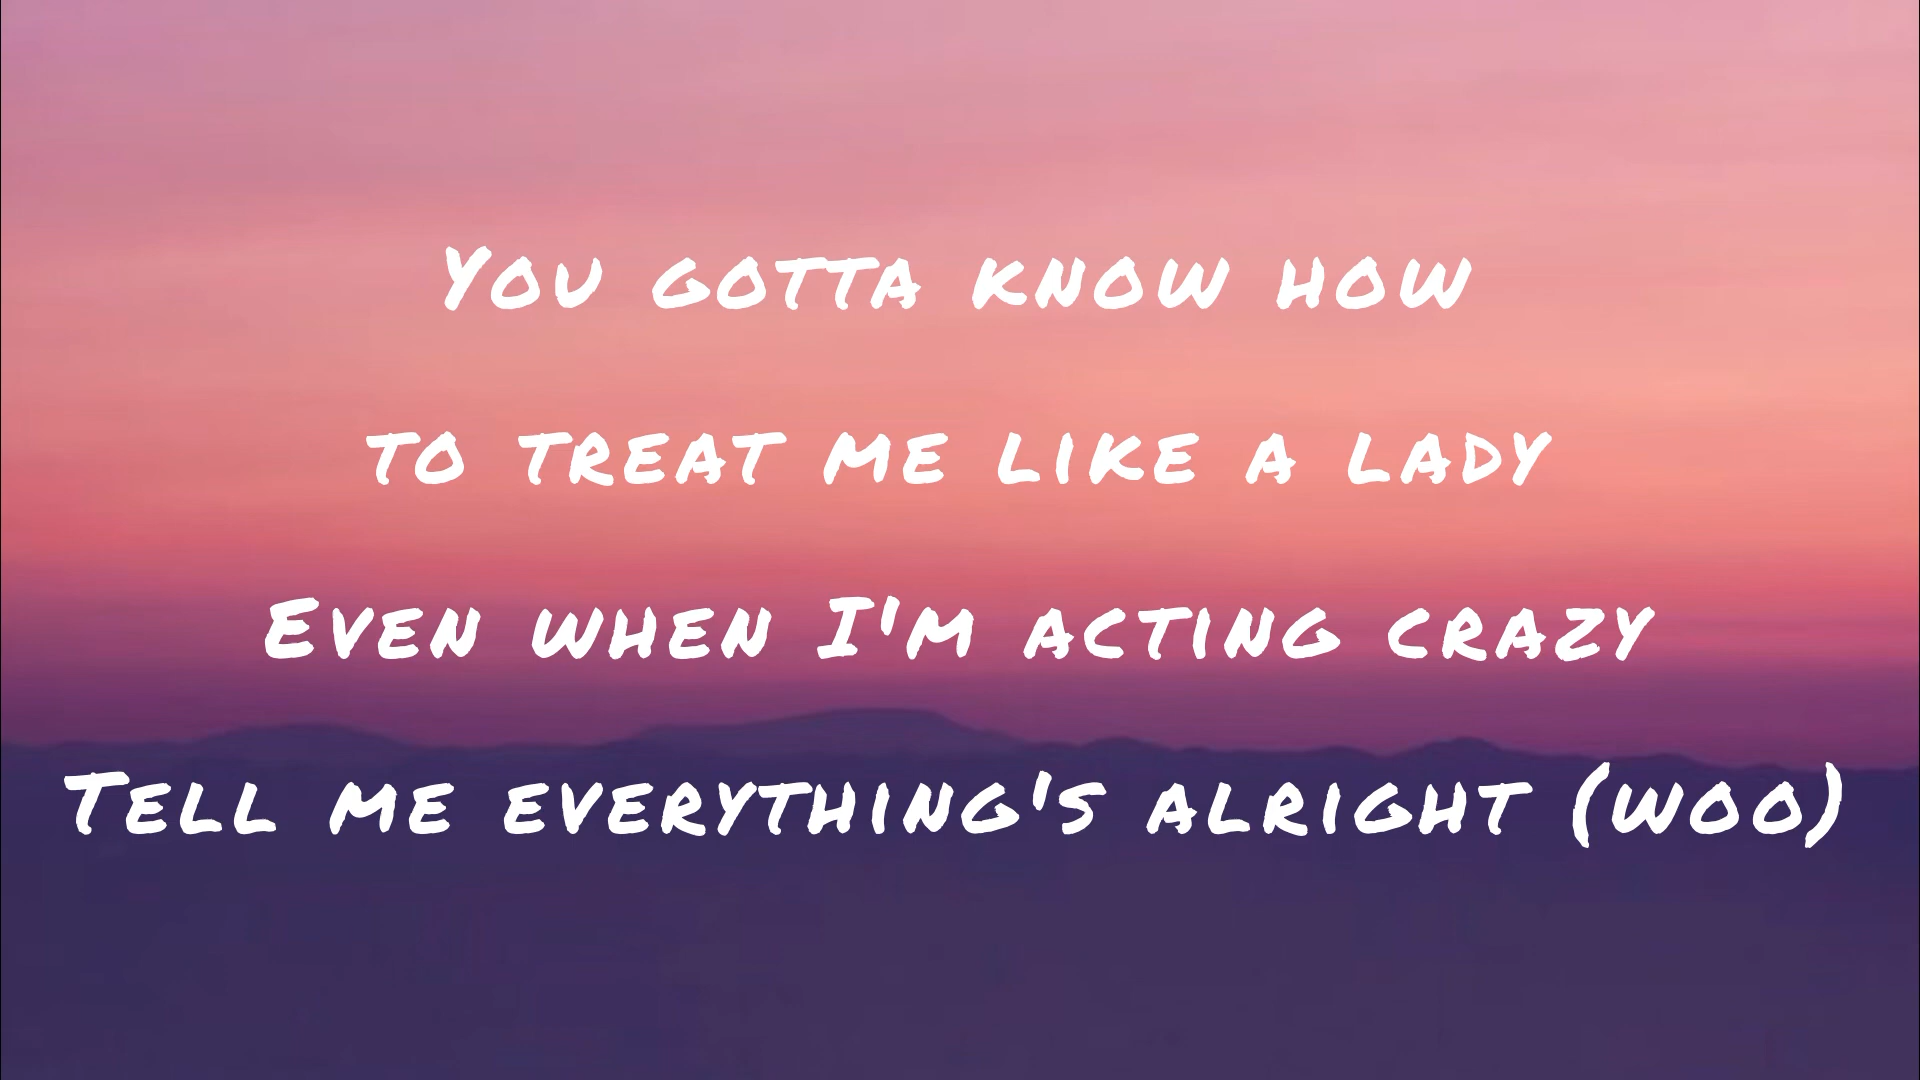 You gotta know how
to treat me like a lady
Even when I'm acting crazy
Tell me everything's alright (woo)